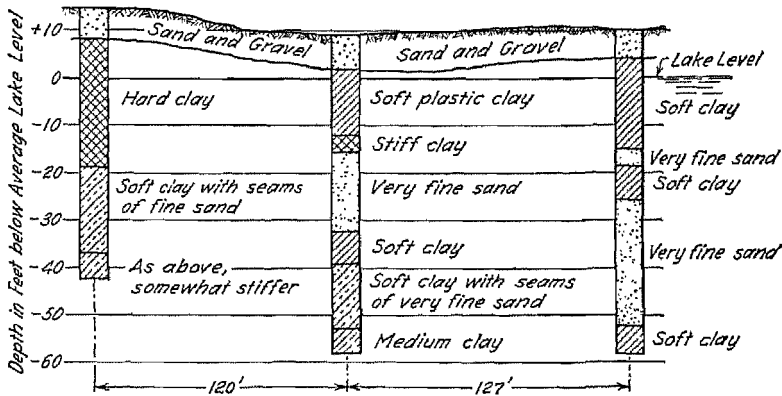 Depth in Feet below Average Lake Level
+10
0
-10
-20
-30
-40
-50
-60
Sand and Gravel
Sand and Gravel
Lake Level
Hard clay
Soft clay with seams
of fine sand
As above,
somewhat stiffer
Soft plastic clay
Stiff clay
Very fine sand
Soft clay
Soft clay with seams
of very fine sand
Medium clay
Soft clay
Very fine sand
Soft clay
Very fine sand
Soft clay
120'
127'